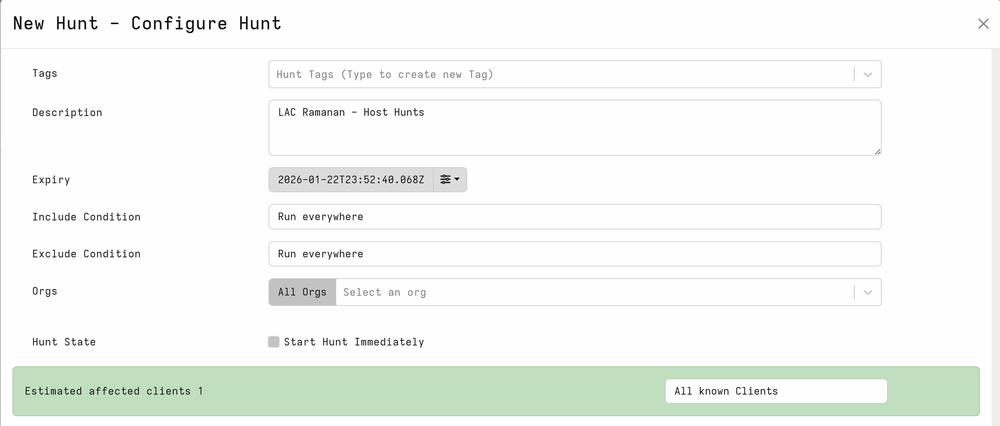 New Hunt - Configure Hunt
Tags
Hunt Tags (Type to create new Tag)
Description
LAC Ramanan - Host Hunts
Expiry
2026-01-22T23:52:40.068Z
Include Condition
Run everywhere
Exclude Condition
Run everywhere
Orgs
All Orgs
Select an org
Hunt State
Start Hunt Immediately
Estimated affected clients 1
All known Clients